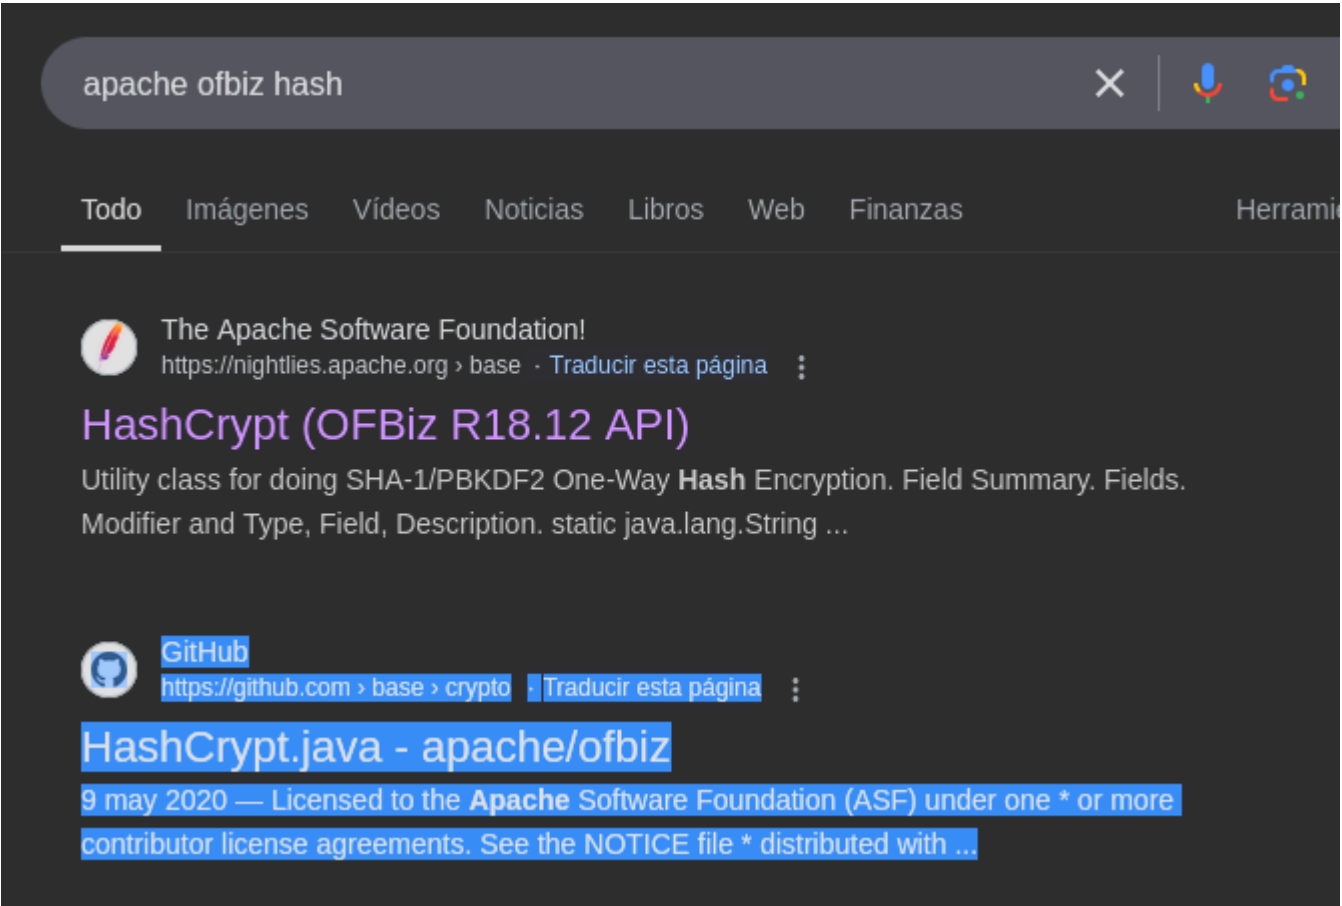 apache ofbiz hash
Todo Imágenes Vídeos Noticias Libros Web Finanzas Herramie
The Apache Software Foundation!
https://nightlies.apache.org › base · Traducir esta página
HashCrypt (OFBiz R18.12 API)
Utility class for doing SHA-1/PBKDF2 One-Way Hash Encryption. Field Summary. Fields.
Modifier and Type, Field, Description. static java.lang.String ...
GitHub
https://github.com › base › crypto · Traducir esta página
HashCrypt.java - apache/ofbiz
9 may 2020 — Licensed to the Apache Software Foundation (ASF) under one * or more
contributor license agreements. See the NOTICE file * distributed with ...